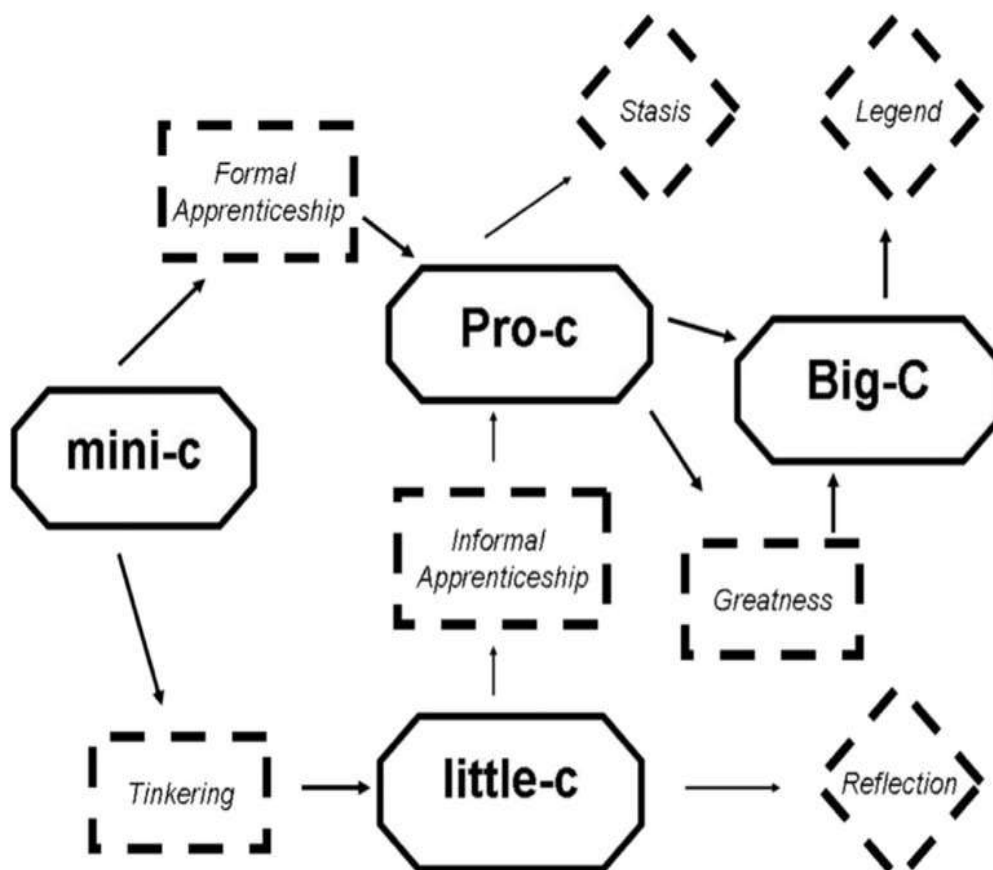 Stasis
Legend
Formal
Apprenticeship
Pro-c
Big-C
mini-c
Informal
Apprenticeship
Greatness
Tinkering
little-c
Reflection